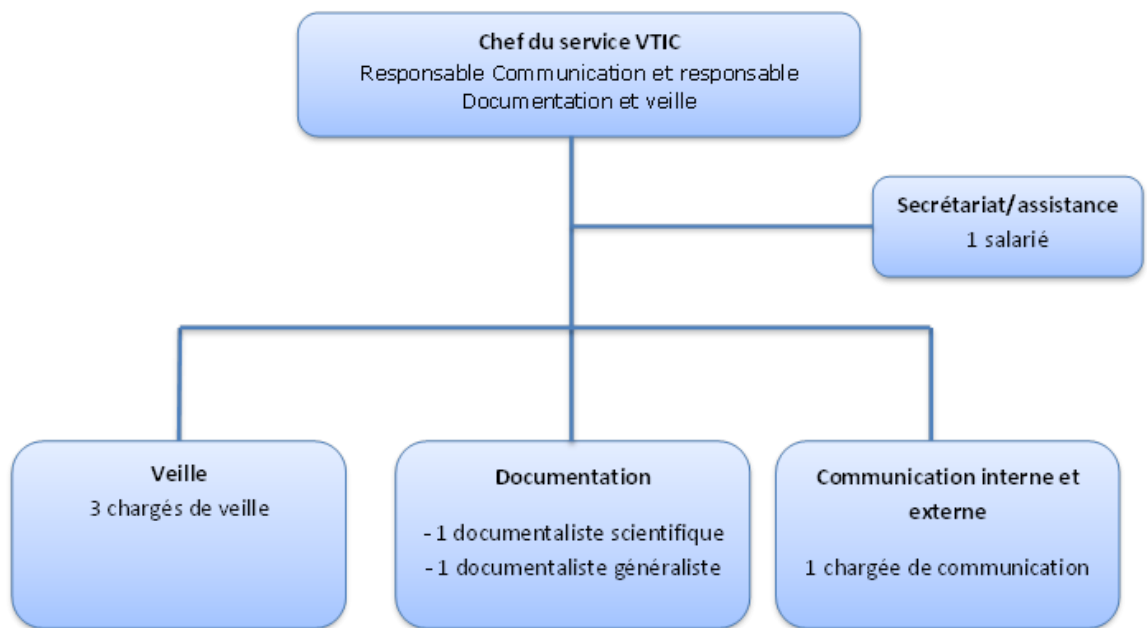 Chef du service VTIC
Responsable Communication et responsable
Documentation et veille
Secrétariat/assistance
1 salarié
Veille
3 chargés de veille
Documentation
- 1 documentaliste scientifique
- 1 documentaliste généraliste
Communication interne et
externe
1 chargée de communication